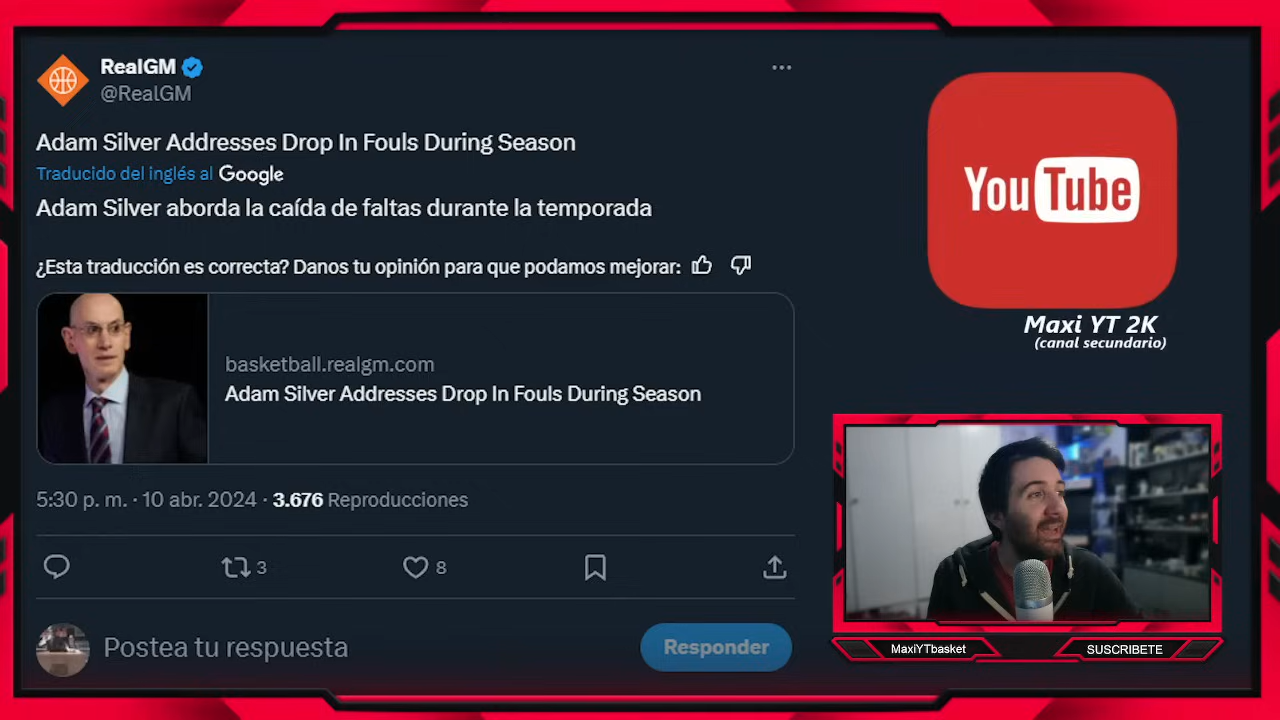 RealGM
@RealGM
Adam Silver Addresses Drop In Fouls During Season
Traducido del inglés al Google
Adam Silver aborda la caída de faltas durante la temporada
¿Esta traducción es correcta? Danos tu opinión para que podamos mejorar:
basketball.realgm.com
Adam Silver Addresses Drop In Fouls During Season
5:30 p. m. · 10 abr. 2024 · 3.676 Reproducciones
3
8
Postea tu respuesta
Responder
YouTube
Maxi YT 2K
(canal secundario)
MaxiYTbasket
SUSCRIBETE